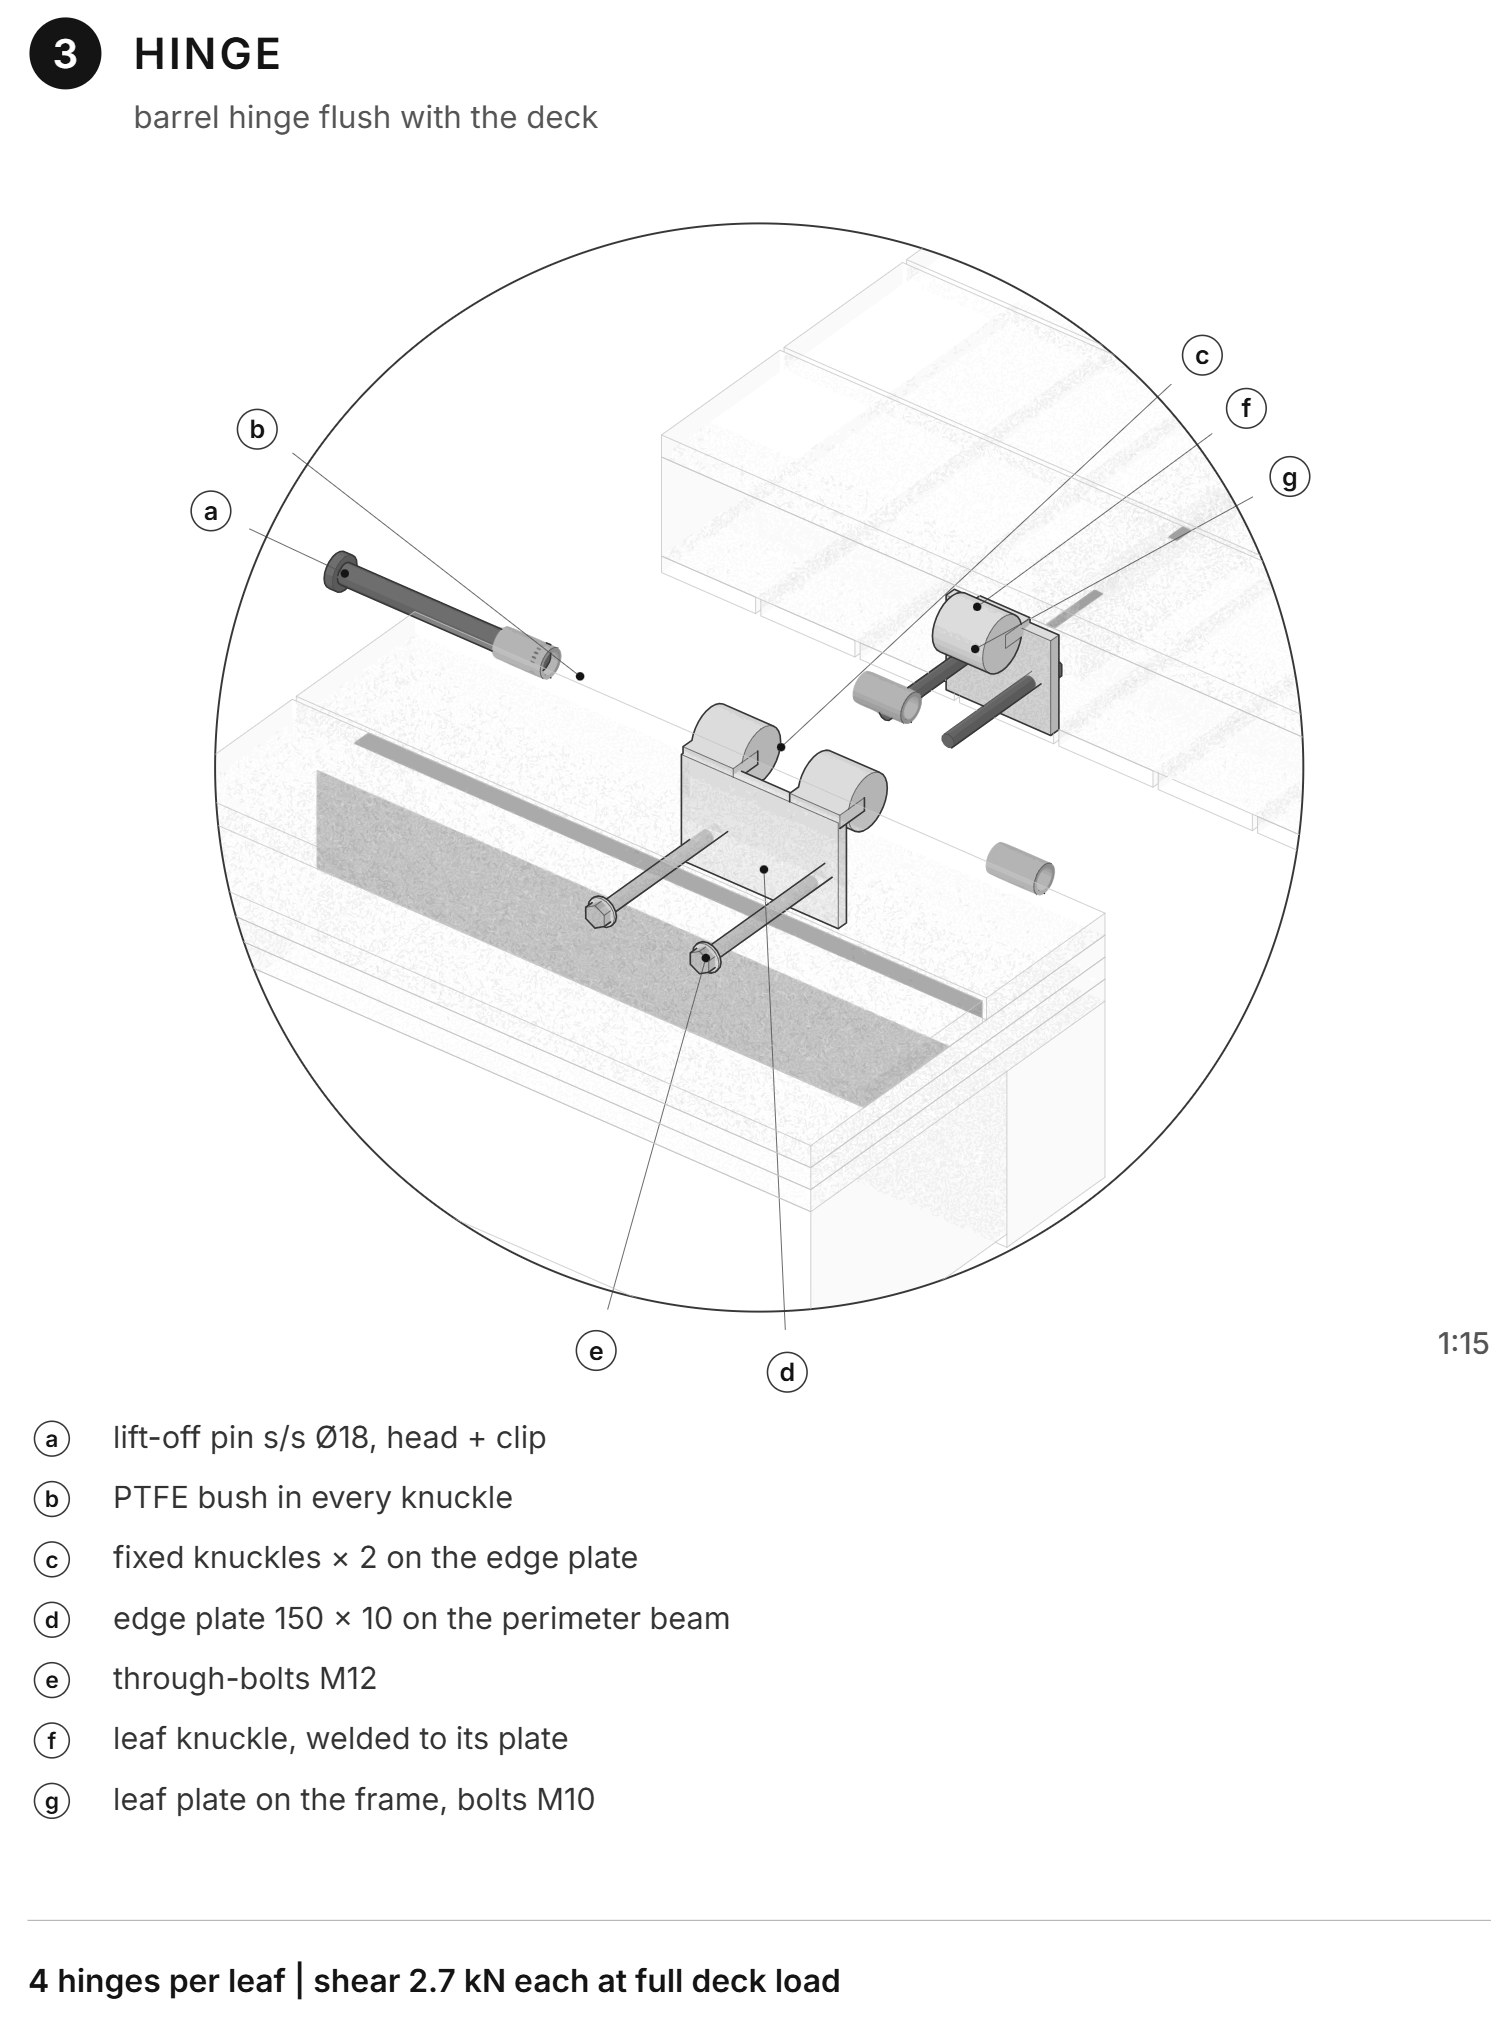 3 HINGE
barrel hinge flush with the deck
c
f
b
g
a
e
d
1:15
a lift-off pin s/s Ø18, head + clip
b PTFE bush in every knuckle
c fixed knuckles × 2 on the edge plate
d edge plate 150 × 10 on the perimeter beam
e through-bolts M12
f leaf knuckle, welded to its plate
g leaf plate on the frame, bolts M10
4 hinges per leaf | shear 2.7 kN each at full deck load